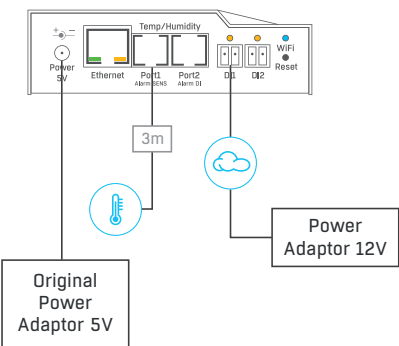 Temp/Humidity
WiFi
Reset
Power
5V
Ethernet
Port1
Alarm SENS
Port2
Alarm DI
DI1
DI2
3m
Power
Adaptor 12V
Original
Power
Adaptor 5V